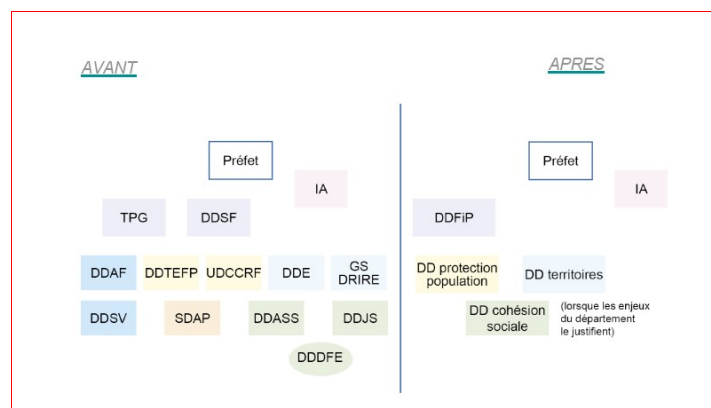 AVANT
APRES
Préfet
IA
TPG
DDSF
DDAF
DDTEFP
UDCCRF
DDE
GS
DRIRE
DDSV
SDAP
DDASS
DDJS
DDDFE
Préfet
IA
DDFiP
DD protection
population
DD territoires
DD cohésion
sociale
(lorsque les enjeux
du département
le justifient)